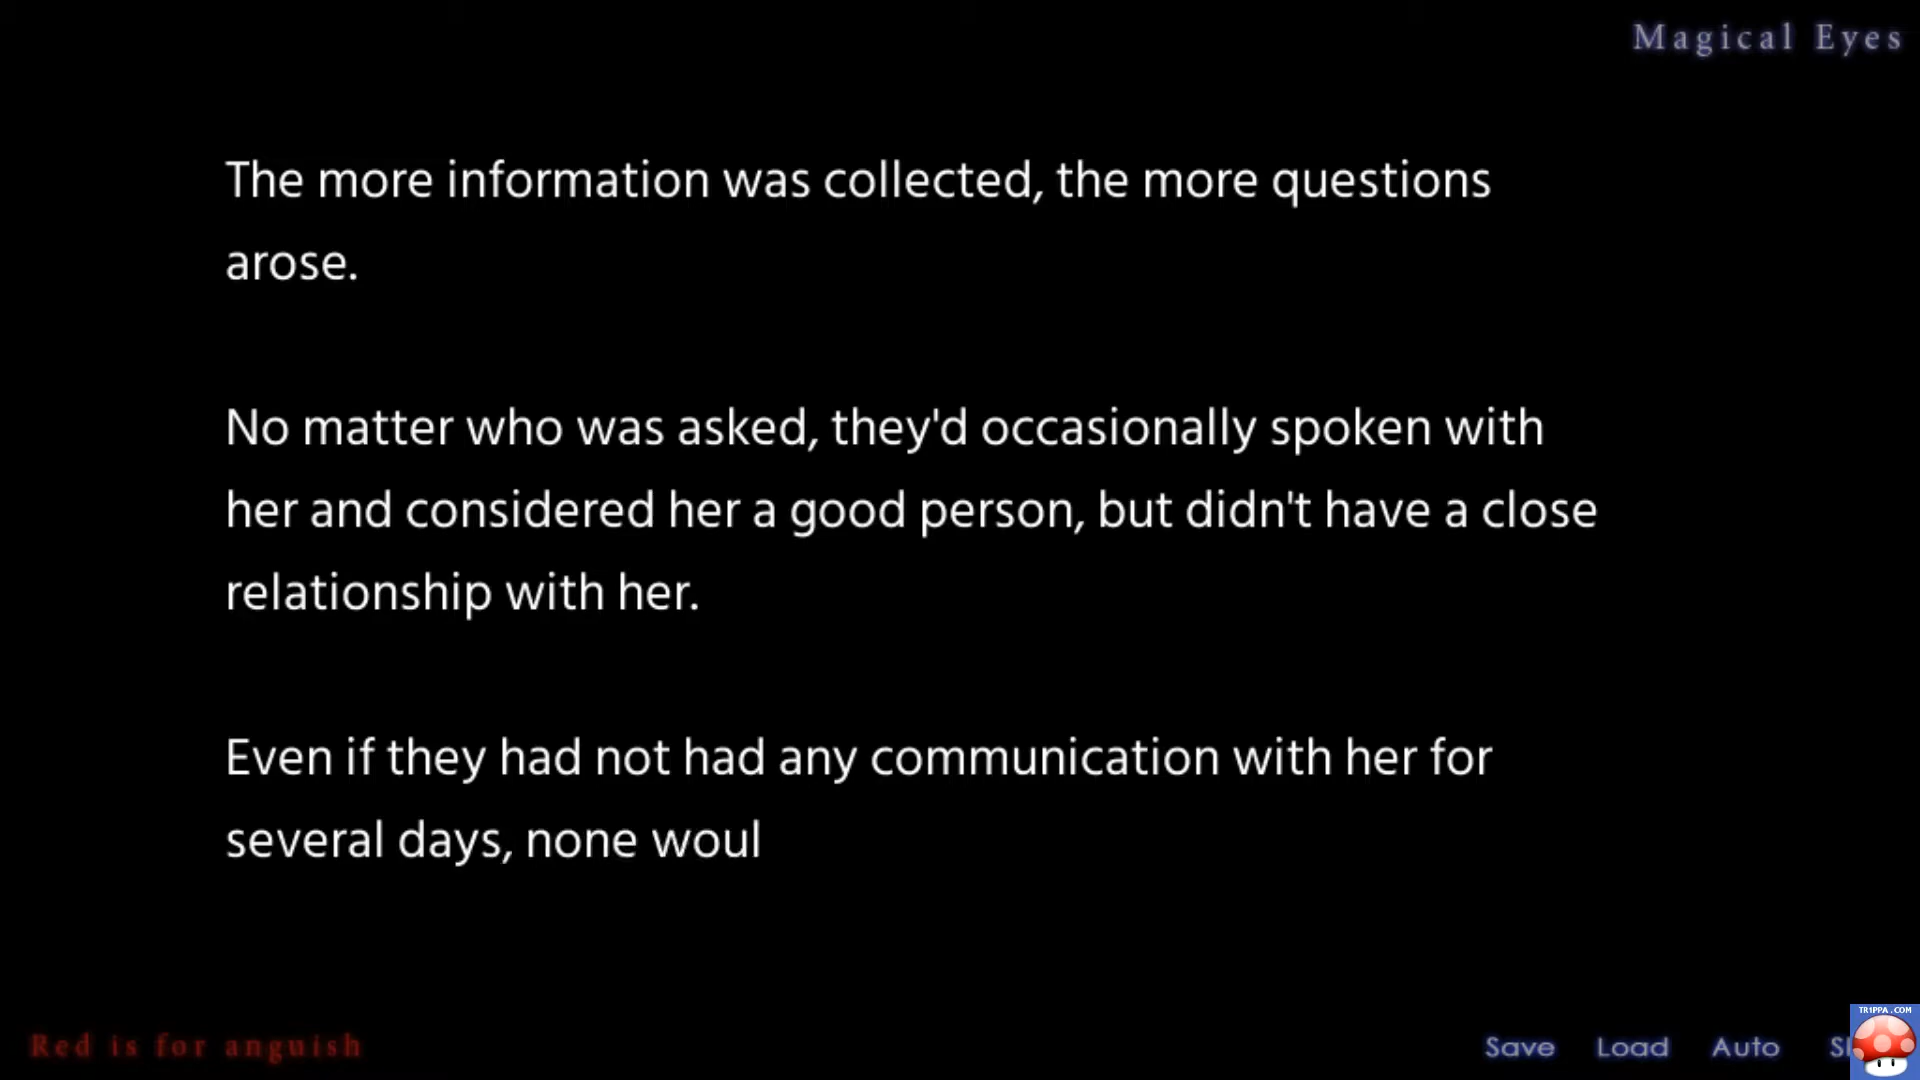 Magical Eyes
The more information was collected, the more questions
arose.
No matter who was asked, they'd occasionally spoken with
her and considered her a good person, but didn't have a close
relationship with her.
Even if they had not had any communication with her for
several days, none woul
Red is for anguish
Save Load Auto
TRIPPA.COM